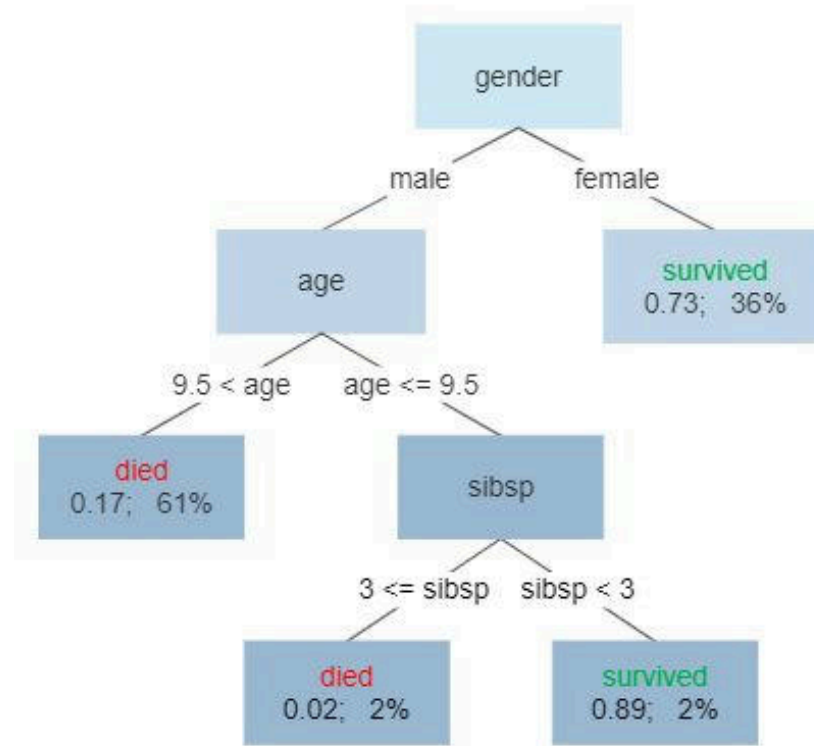 gender
male
female
age
survived
0.73; 36%
9.5 < age
age <= 9.5
died
0.17; 61%
sibsp
3 <= sibsp
sibsp < 3
died
0.02; 2%
survived
0.89; 2%